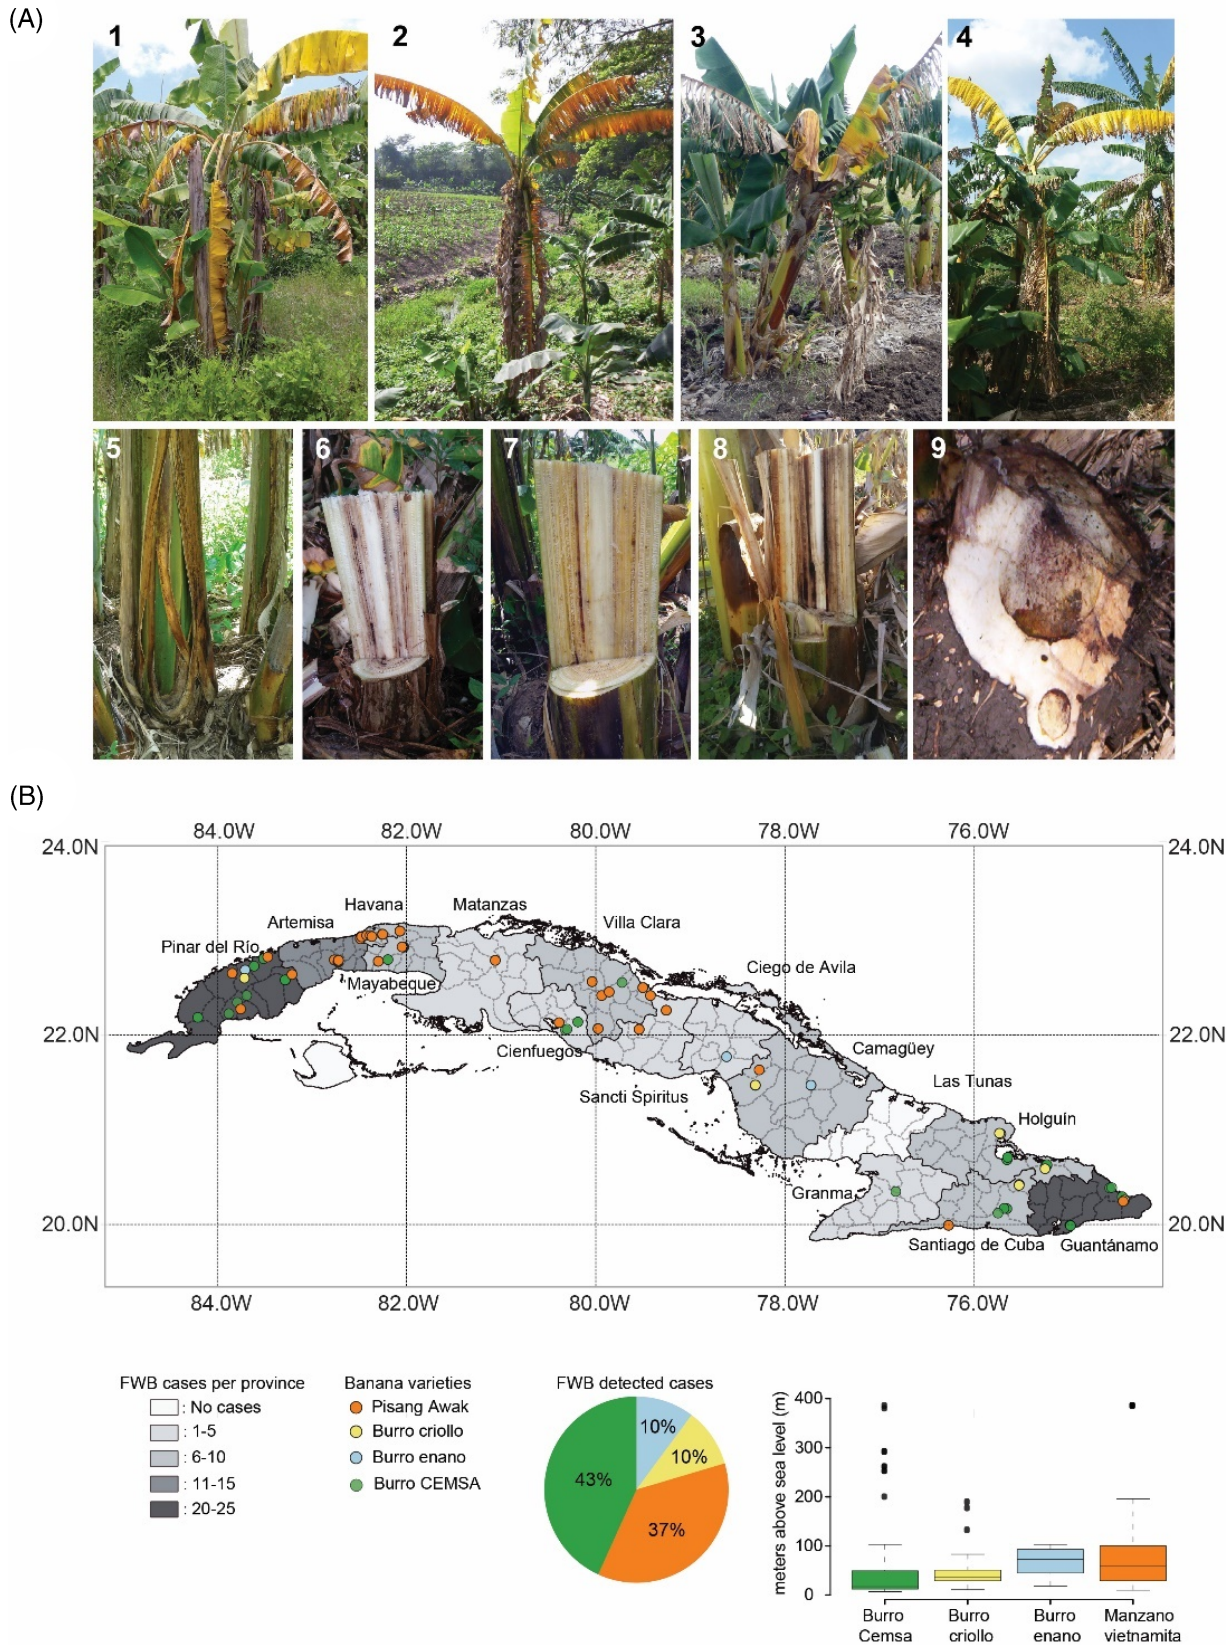 (A)
1
2
3
4
5
6
7
8
9
(B)
84.0W
82.0W
80.0W
78.0W
76.0W
24.0N
24.0N
Havana
Matanzas
Artemisa
Villa Clara
Pinar del Río
Ciego de Avila
Mayabeque
22.0N
22.0N
Cienfuegos
Camagüey
Las Tunas
Sancti Spiritus
Holguín
Granma
20.0N
20.0N
Santiago de Cuba
Guantánamo
84.0W
82.0W
80.0W
78.0W
76.0W
FWB cases per province
: No cases
: 1-5
: 6-10
: 11-15
: 20-25
Banana varieties
Pisang Awak
Burro criollo
Burro enano
Burro CEMSA
FWB detected cases
10%
10%
43%
37%
meters above sea level (m)
400
300
200
100
0
Burro Cemsa
Burro criollo
Burro enano
Manzano vietnamita